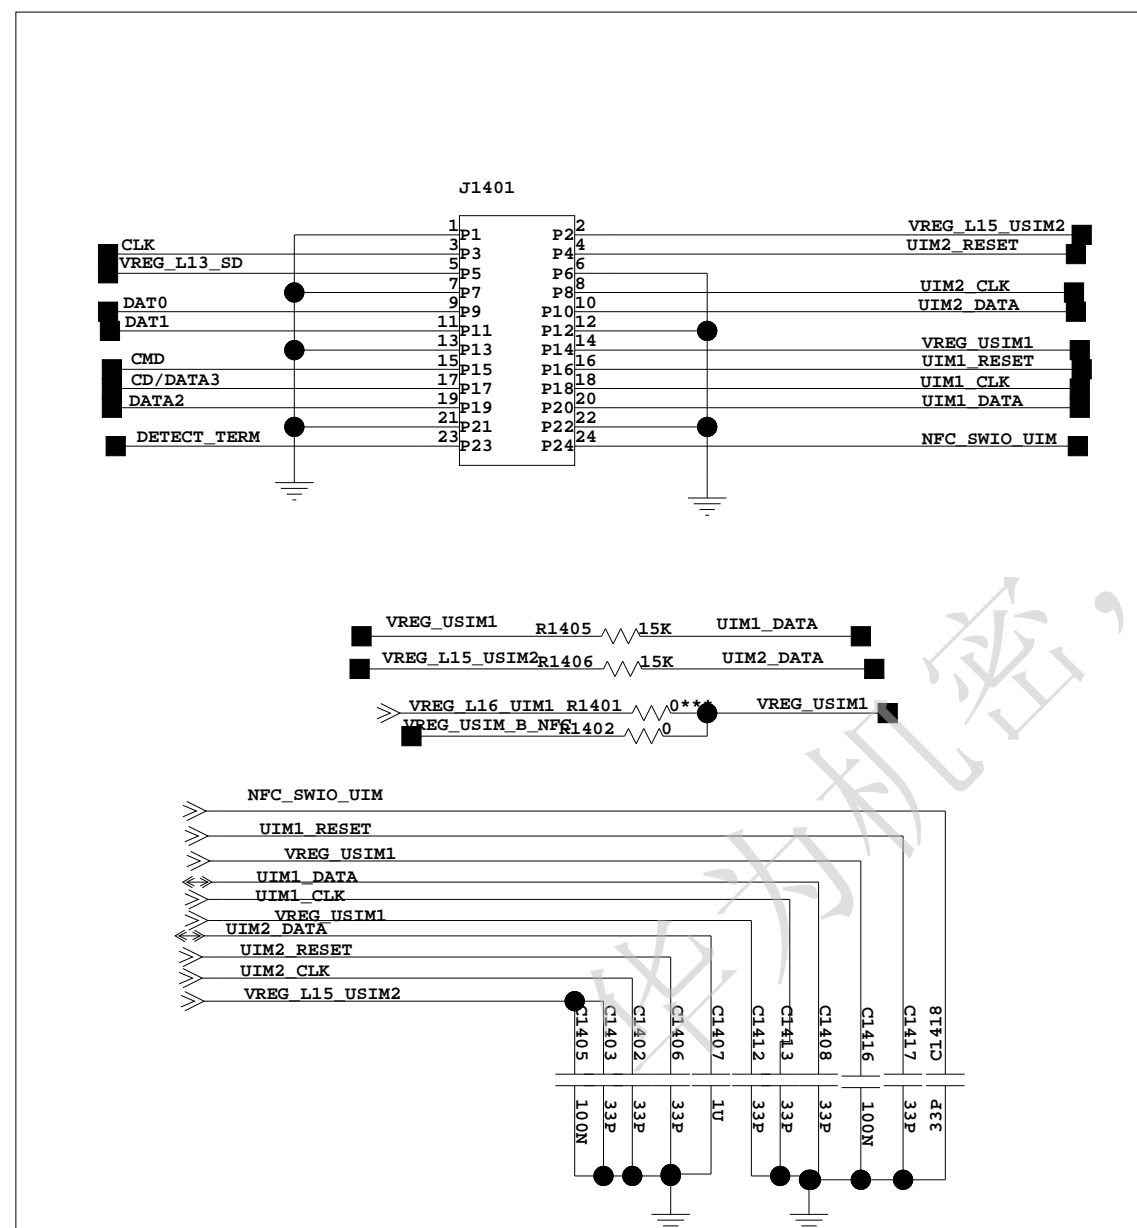 J1401
1 P1 P2 2 VREG_L15_USIM2
CLK 3 P3 P4 4 UIM2_RESET
VREG_L13_SD 5 P5 P6 6
7 P7 P8 8 UIM2_CLK
DAT0 9 P9 P10 10 UIM2_DATA
DAT1 11 P11 P12 12
13 P13 P14 14 VREG_USIM1
CMD 15 P15 P16 16 UIM1_RESET
CD/DATA3 17 P17 P18 18 UIM1_CLK
DATA2 19 P19 P20 20 UIM1_DATA
21 P21 P22 22
DETECT_TERM 23 P23 P24 24 NFC_SWIO_UIM
VREG_USIM1 R1405 15K UIM1_DATA
VREG_L15_USIM2 R1406 15K UIM2_DATA
VREG_L16_UIM1 R1401 0*** VREG_USIM1
VREG_USIM_B_NFC R1402 0
NFC_SWIO_UIM
UIM1_RESET
VREG_USIM1
UIM1_DATA
UIM1_CLK
VREG_USIM1
UIM2_DATA
UIM2_RESET
UIM2_CLK
VREG_L15_USIM2
C1405 C1403 C1402 C1406 C1407 C1412 C1413 C1408 C1416 C1417 C1418
100N 33P 33P 33P 1U 33P 33P 33P 100N 33P 33P
华为机密，